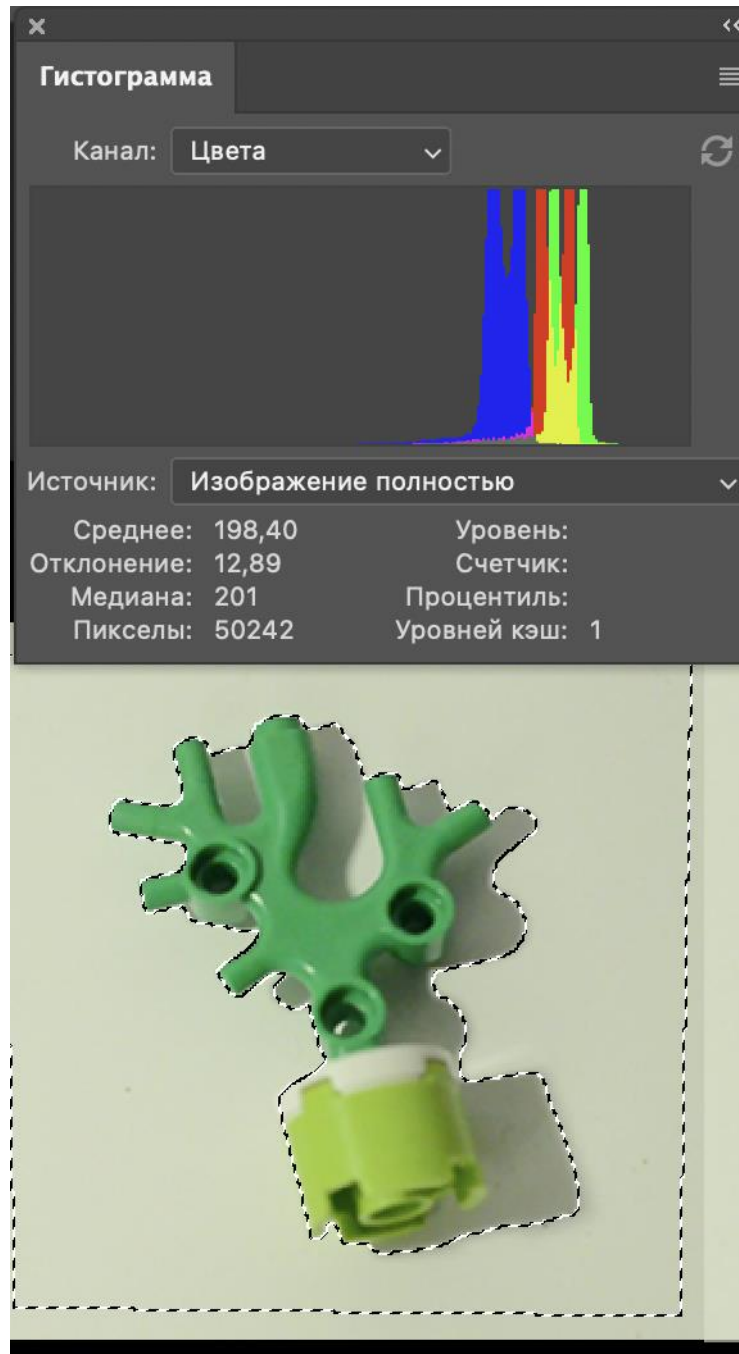 Гистограмма
Канал: Цвета
Источник: Изображение полностью
Среднее: 198,40 Уровень:
Отклонение: 12,89 Счетчик:
Медиана: 201 Процентиль:
Пикселы: 50242 Уровней кэш: 1